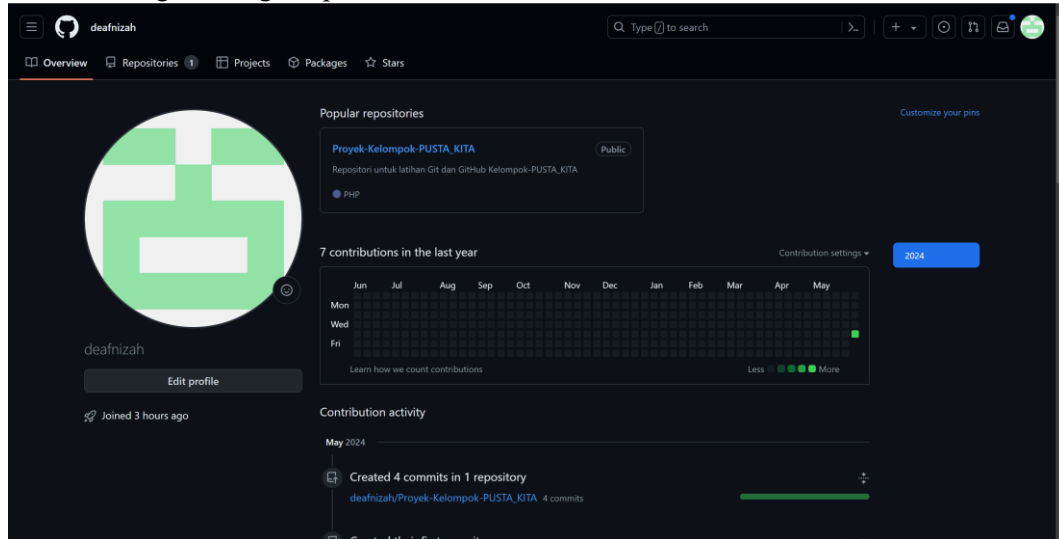 deafnizah
Type / to search
Overview Repositories 1 Projects Packages Stars
Popular repositories
Customize your pins
Proyek-Kelompok-PUSTA_KITA Public
Repositori untuk latihan Git dan GitHub Kelompok-PUSTA_KITA
PHP
7 contributions in the last year
Contribution settings
2024
Jun Jul Aug Sep Oct Nov Dec Jan Feb Mar Apr May
Mon
Wed
Fri
Learn how we count contributions
Less More
deafnizah
Edit profile
Joined 3 hours ago
Contribution activity
May 2024
Created 4 commits in 1 repository
deafnizah/Proyek-Kelompok-PUSTA_KITA 4 commits